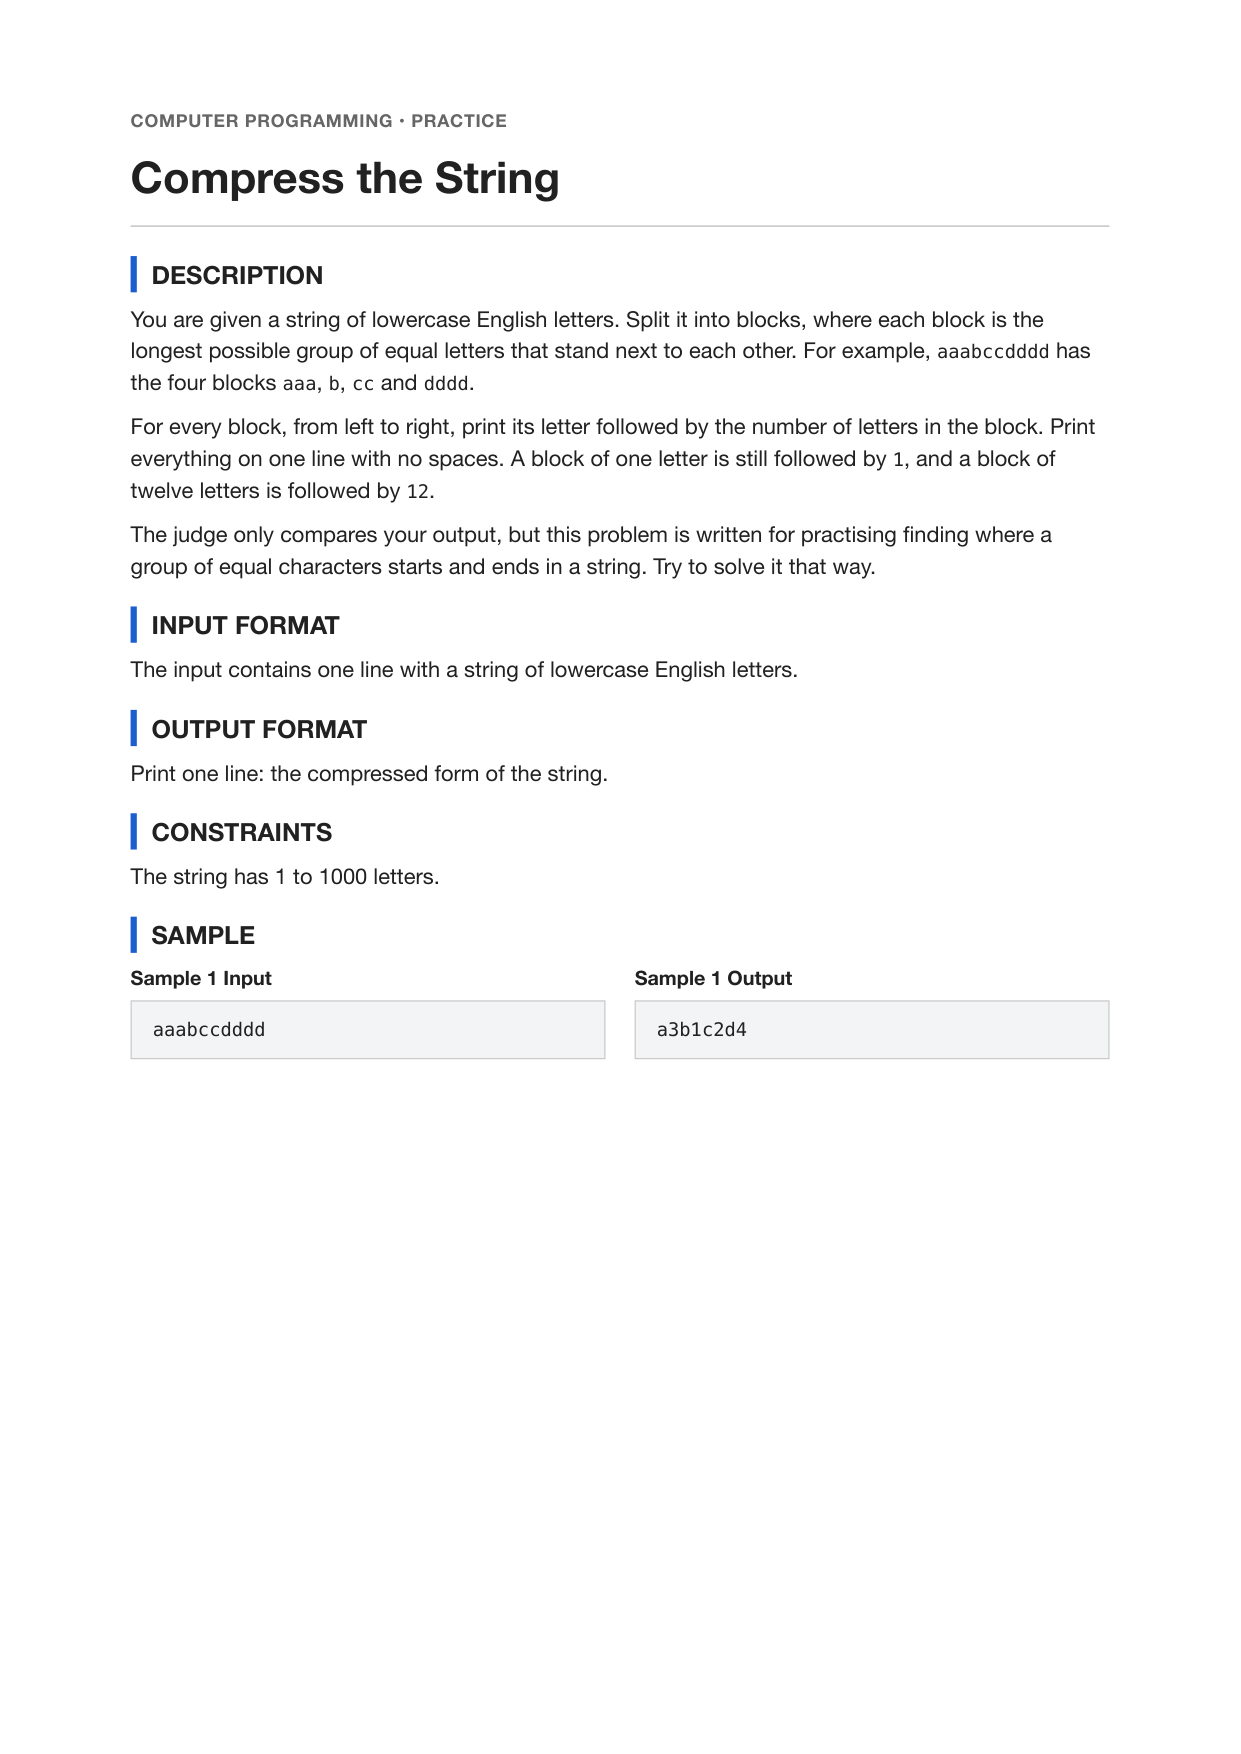 COMPUTER PROGRAMMING • PRACTICE
Compress the String
DESCRIPTION
You are given a string of lowercase English letters. Split it into blocks, where each block is the
longest possible group of equal letters that stand next to each other. For example, aaabccdddd has
the four blocks aaa, b, cc and dddd.
For every block, from left to right, print its letter followed by the number of letters in the block. Print
everything on one line with no spaces. A block of one letter is still followed by 1, and a block of
twelve letters is followed by 12.
The judge only compares your output, but this problem is written for practising finding where a
group of equal characters starts and ends in a string. Try to solve it that way.
INPUT FORMAT
The input contains one line with a string of lowercase English letters.
OUTPUT FORMAT
Print one line: the compressed form of the string.
CONSTRAINTS
The string has 1 to 1000 letters.
SAMPLE
Sample 1 Input
Sample 1 Output
aaabccdddd
a3b1c2d4